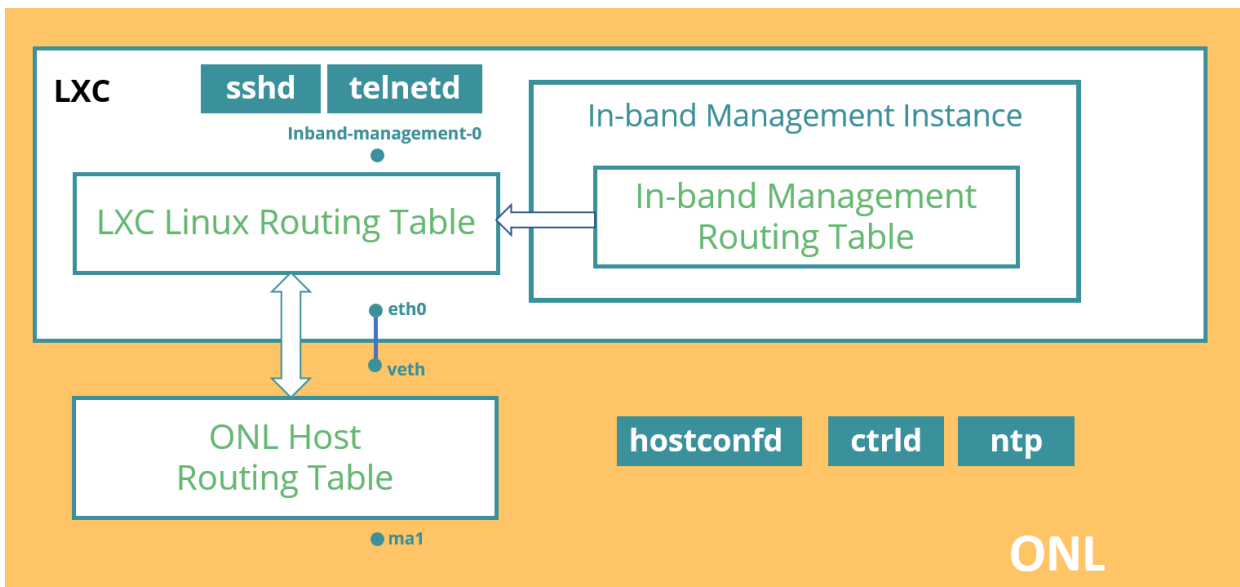 LXC
sshd
telnetd
Inband-management-0
In-band Management Instance
LXC Linux Routing Table
In-band Management
Routing Table
eth0
veth
ONL Host
Routing Table
hostconfd
ctrld
ntp
ma1
ONL